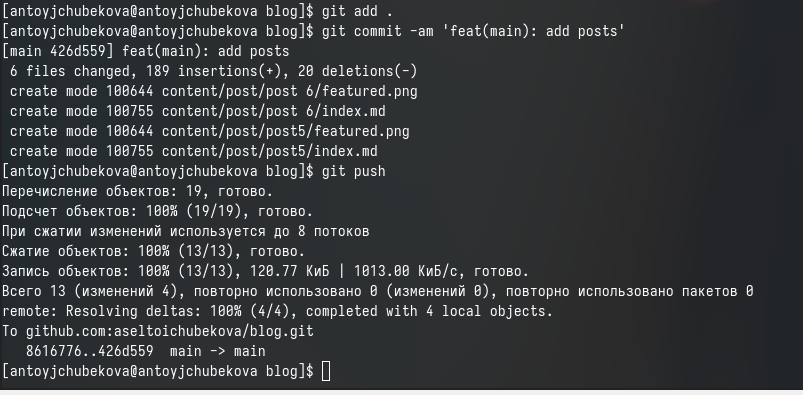 [antoyjchubekova@antoyjchubekova blog]$ git add .
[antoyjchubekova@antoyjchubekova blog]$ git commit -am 'feat(main): add posts'
[main 426d559] feat(main): add posts
 6 files changed, 189 insertions(+), 20 deletions(-)
 create mode 100644 content/post/post 6/featured.png
 create mode 100755 content/post/post 6/index.md
 create mode 100644 content/post/post5/featured.png
 create mode 100755 content/post/post5/index.md
[antoyjchubekova@antoyjchubekova blog]$ git push
Перечисление объектов: 19, готово.
Подсчет объектов: 100% (19/19), готово.
При сжатии изменений используется до 8 потоков
Сжатие объектов: 100% (13/13), готово.
Запись объектов: 100% (13/13), 120.77 КиБ | 1013.00 КиБ/с, готово.
Всего 13 (изменений 4), повторно использовано 0 (изменений 0), повторно использовано пакетов 0
remote: Resolving deltas: 100% (4/4), completed with 4 local objects.
To github.com:aseltoichubekova/blog.git
   8616776..426d559  main -> main
[antoyjchubekova@antoyjchubekova blog]$